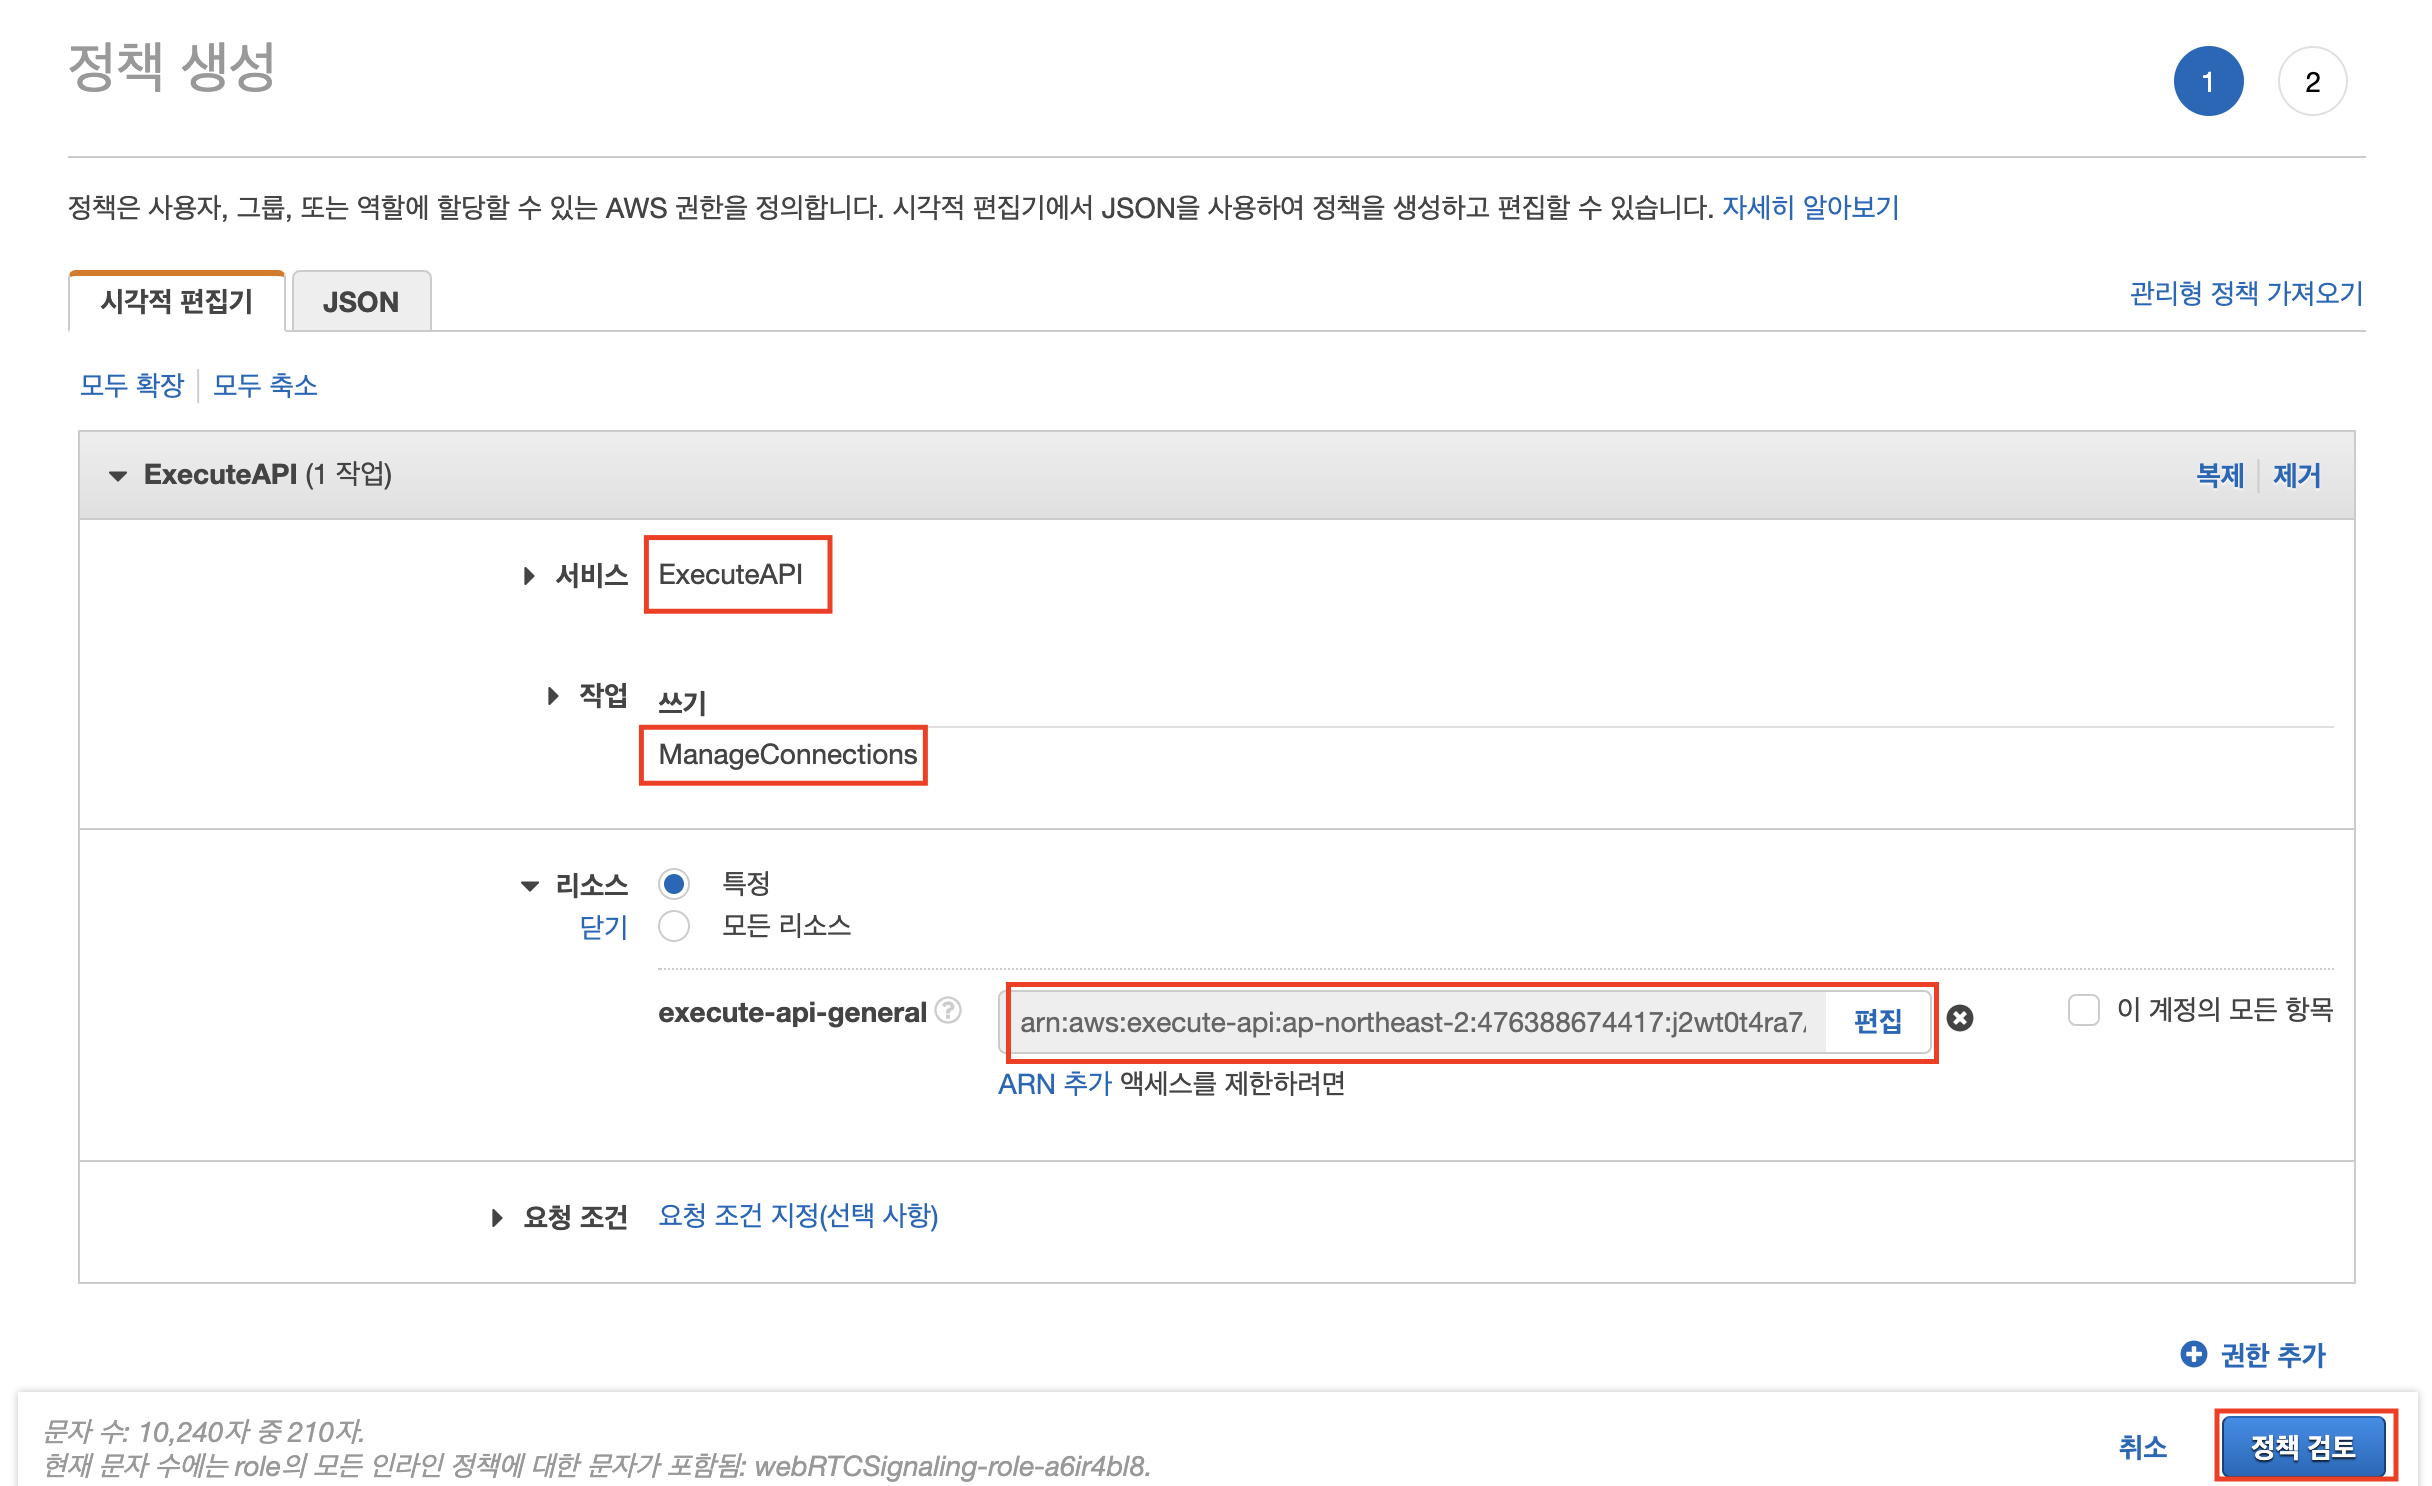 정책 생성
1
2
정책은 사용자, 그룹, 또는 역할에 할당할 수 있는 AWS 권한을 정의합니다. 시각적 편집기에서 JSON을 사용하여 정책을 생성하고 편집할 수 있습니다. 자세히 알아보기
시각적 편집기
JSON
관리형 정책 가져오기
모두 확장
모두 축소
ExecuteAPI (1 작업)
복제
제거
서비스
ExecuteAPI
작업
쓰기
ManageConnections
리소스
닫기
특정
모든 리소스
execute-api-general
?
arn:aws:execute-api:ap-northeast-2:476388674417:j2wt0t4ra7/
편집
이 계정의 모든 항목
ARN 추가 액세스를 제한하려면
요청 조건
요청 조건 지정(선택 사항)
권한 추가
문자 수: 10,240자 중 210자.
현재 문자 수에는 role의 모든 인라인 정책에 대한 문자가 포함됨: webRTCSignaling-role-a6ir4bl8.
취소
정책 검토